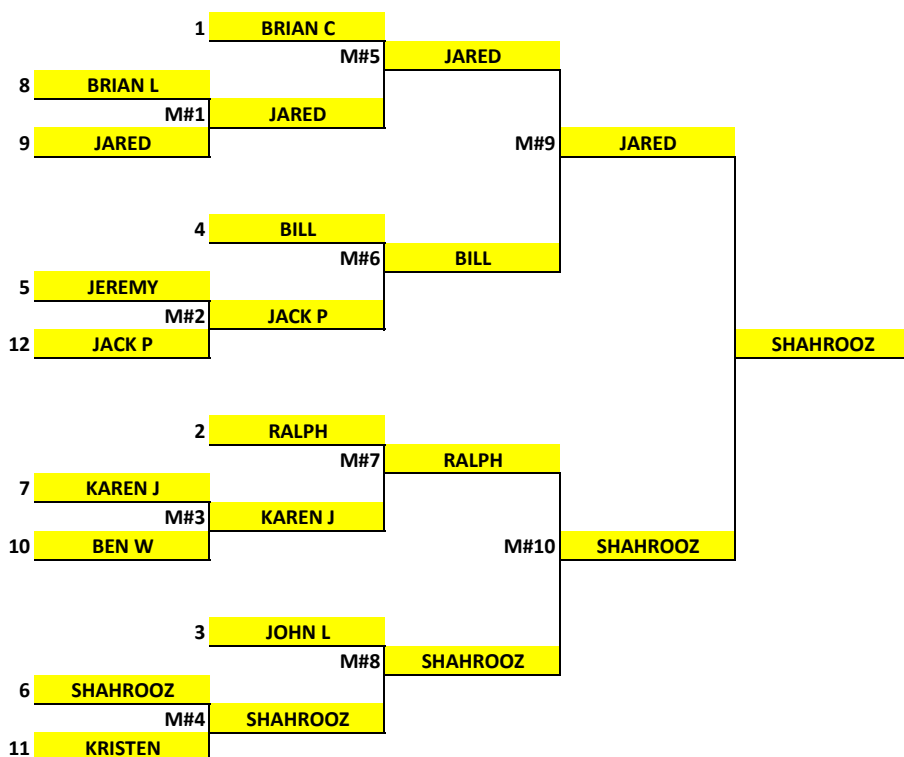 1 BRIAN C
M#5 JARED
8 BRIAN L
M#1 JARED
9 JARED M#9 JARED
4 BILL
M#6 BILL
5 JEREMY
M#2 JACK P
12 JACK P SHAHROOZ
2 RALPH
M#7 RALPH
7 KAREN J
M#3 KAREN J
10 BEN W M#10 SHAHROOZ
3 JOHN L
M#8 SHAHROOZ
6 SHAHROOZ
M#4 SHAHROOZ
11 KRISTEN